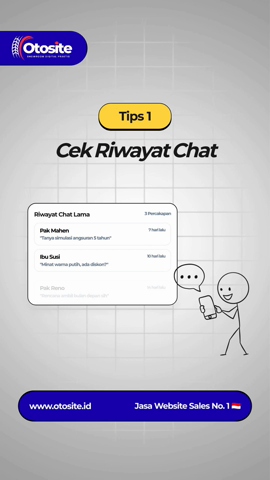 Otosite
Tips 1
Cek Riwayat Chat
Riwayat Chat Lama
3 Percakapan
Pak Mahen
7 hari lalu
"Tanya simulasi angsuran 5 tahun"
Ibu Susi
10 hari lalu
"Minat warna putih, ada diskon?"
Pak Reno
www.otosite.id
Jasa Website Sales No. 1